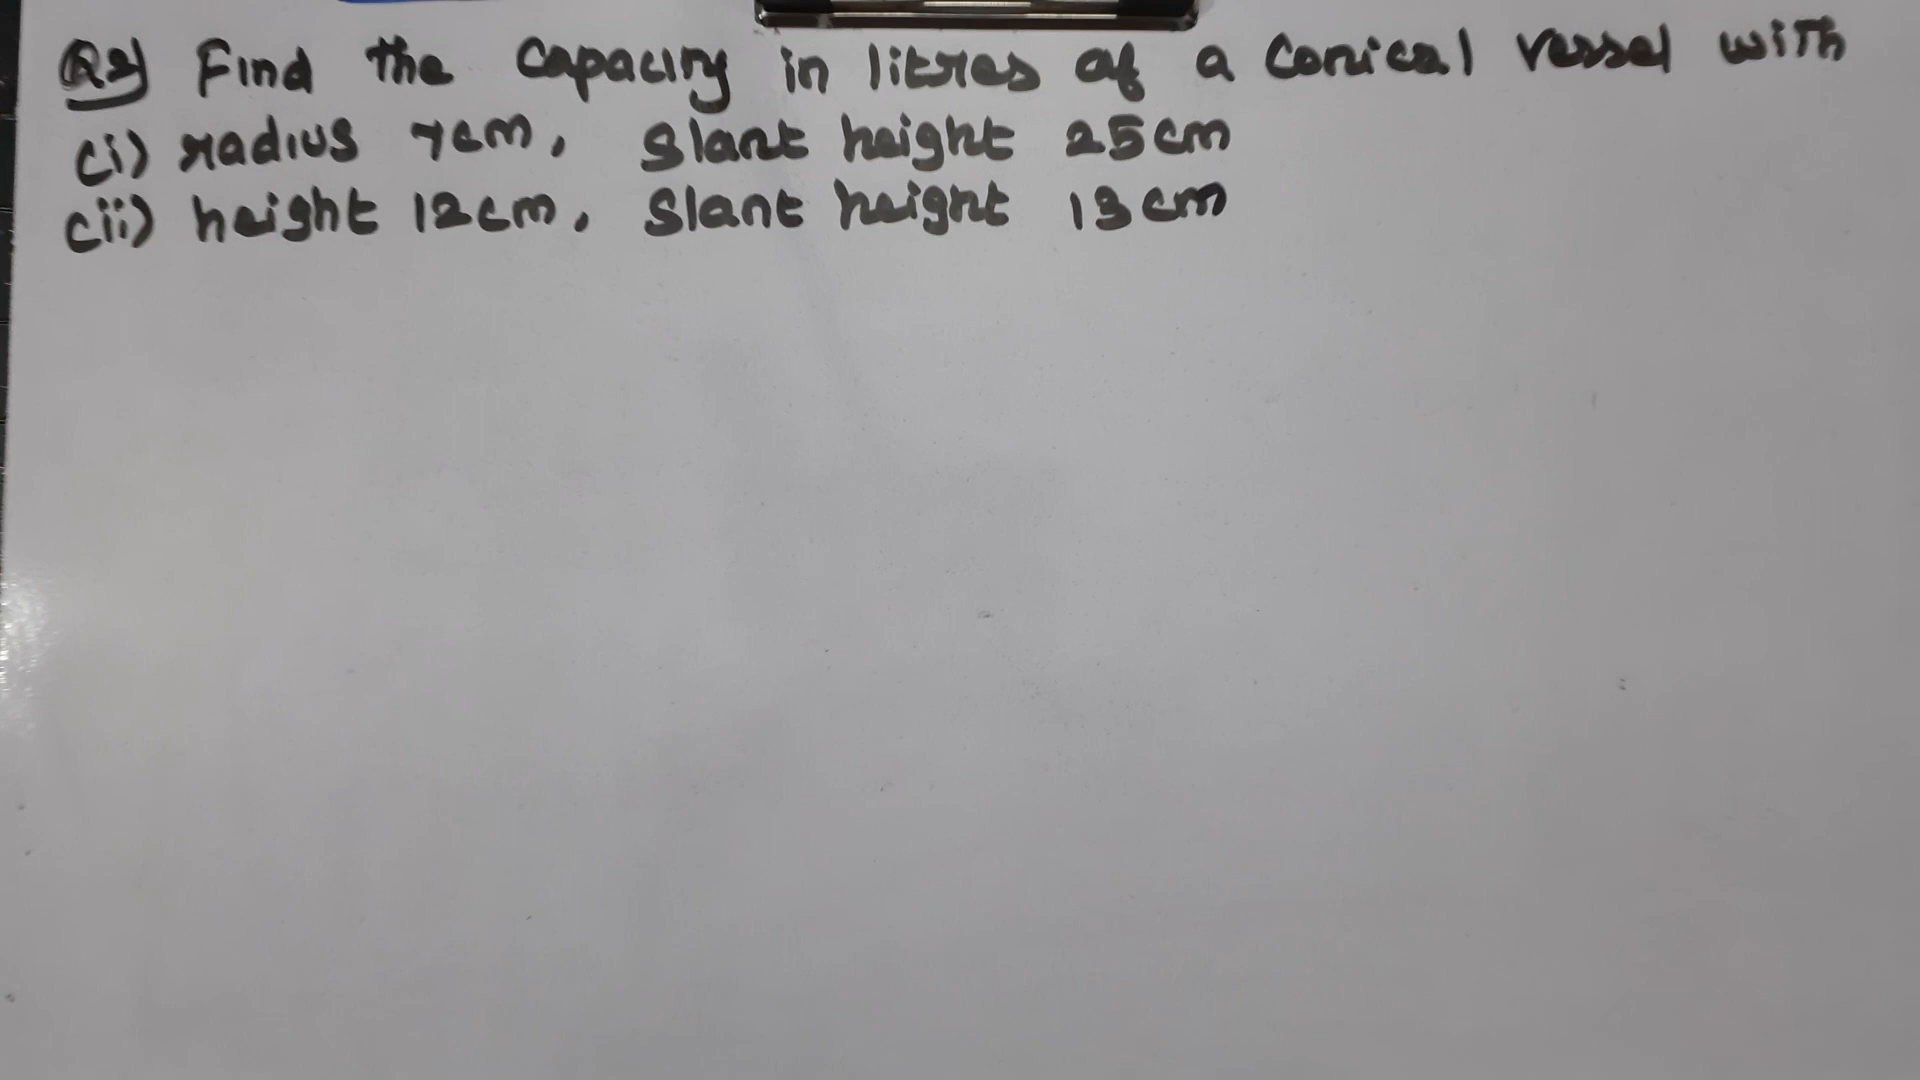 Q2) Find the capacity in litres of a conical vessel with
(i) radius 7cm, slant height 25cm
(ii) height 12cm, slant height 13cm